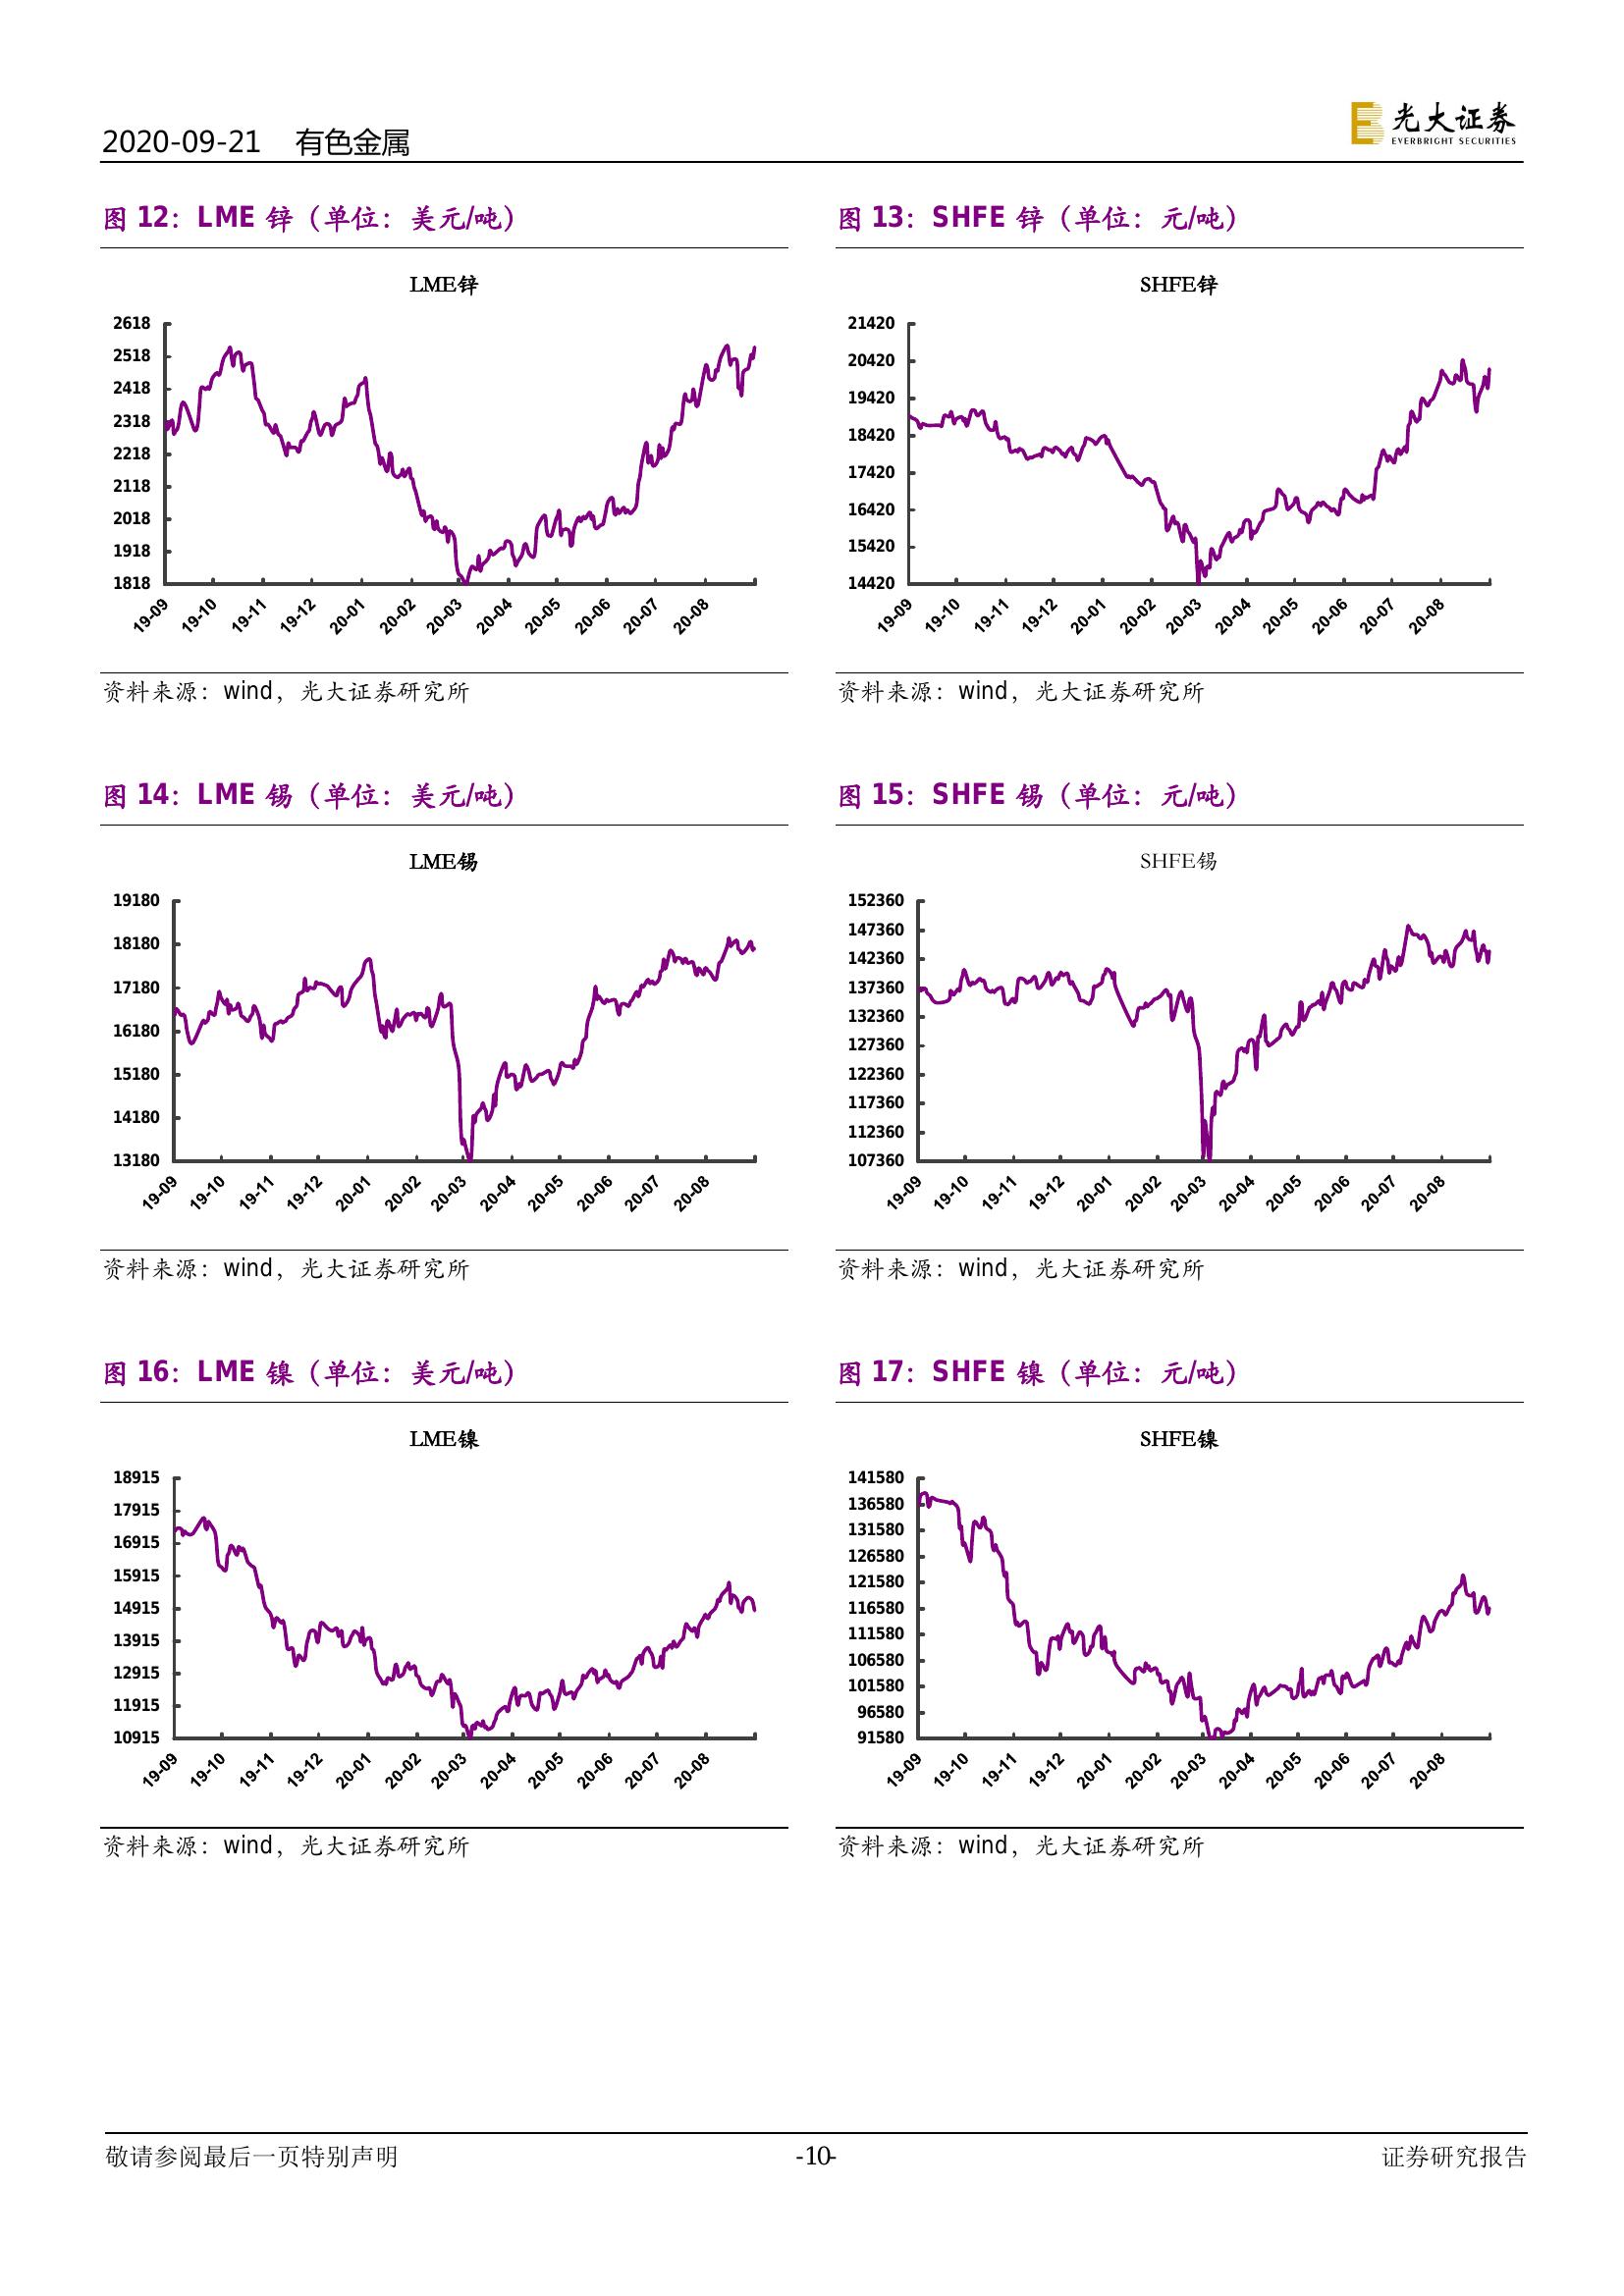 2020-09-21 有色金属
光大证券
EVERBRIGHT SECURITIES
图 12：LME 锌（单位：美元/吨）
LME锌
2618
2518
2418
2318
2218
2118
2018
1918
1818
19-09 19-10 19-11 19-12 20-01 20-02 20-03 20-04 20-05 20-06 20-07 20-08
资料来源：wind，光大证券研究所
图 13：SHFE 锌（单位：元/吨）
SHFE锌
21420
20420
19420
18420
17420
16420
15420
14420
19-09 19-10 19-11 19-12 20-01 20-02 20-03 20-04 20-05 20-06 20-07 20-08
资料来源：wind，光大证券研究所
图 14：LME 锡（单位：美元/吨）
LME锡
19180
18180
17180
16180
15180
14180
13180
19-09 19-10 19-11 19-12 20-01 20-02 20-03 20-04 20-05 20-06 20-07 20-08
资料来源：wind，光大证券研究所
图 15：SHFE 锡（单位：元/吨）
SHFE锡
152360
147360
142360
137360
132360
127360
122360
117360
112360
107360
19-09 19-10 19-11 19-12 20-01 20-02 20-03 20-04 20-05 20-06 20-07 20-08
资料来源：wind，光大证券研究所
图 16：LME 镍（单位：美元/吨）
LME镍
18915
17915
16915
15915
14915
13915
12915
11915
10915
19-09 19-10 19-11 19-12 20-01 20-02 20-03 20-04 20-05 20-06 20-07 20-08
资料来源：wind，光大证券研究所
图 17：SHFE 镍（单位：元/吨）
SHFE镍
141580
136580
131580
126580
121580
116580
111580
106580
101580
96580
91580
19-09 19-10 19-11 19-12 20-01 20-02 20-03 20-04 20-05 20-06 20-07 20-08
资料来源：wind，光大证券研究所
敬请参阅最后一页特别声明 -10- 证券研究报告